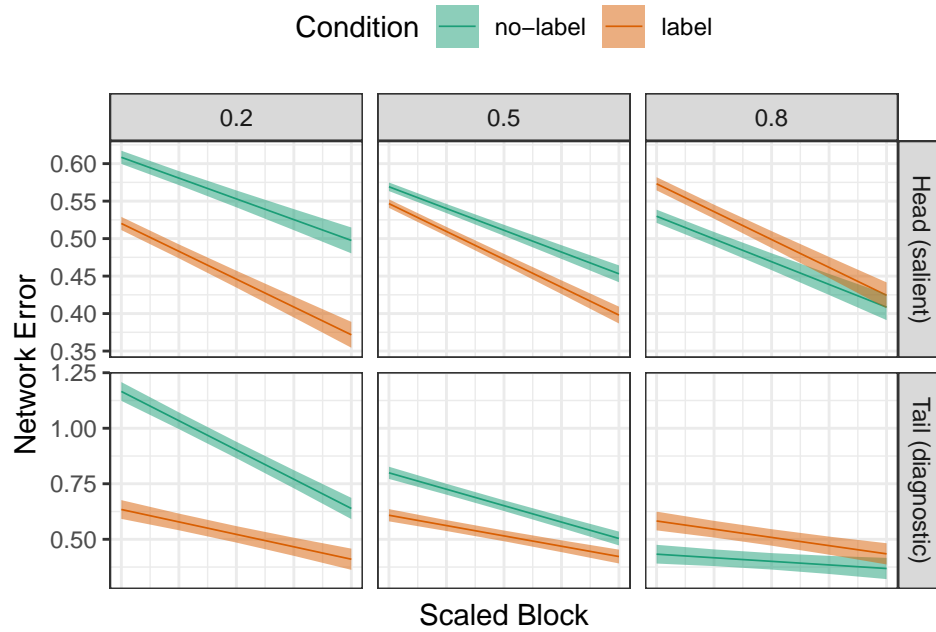 Condition no-label label
0.2 0.5 0.8
0.60
0.55
0.50
0.45
0.40
0.35
Head (salient)
1.25
1.00
0.75
0.50
Tail (diagnostic)
Network Error
Scaled Block